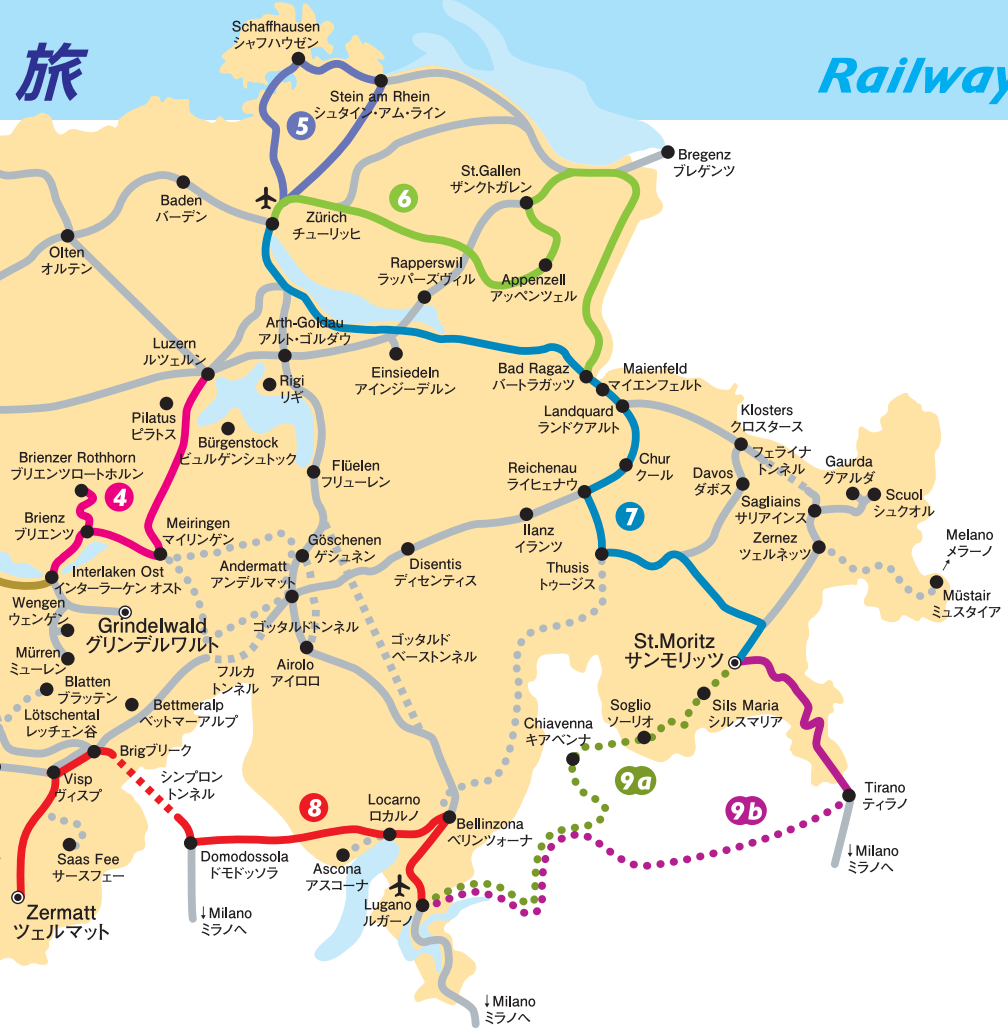 旅
Railway
Schaffhausen
シャフハウゼン
Stein am Rhein
シュタイン・アム・ライン
5
Bregenz
ブレゲンツ
St.Gallen
ザンクトガレン
6
Baden
バーデン
Zürich
チューリッヒ
Olten
オルテン
Rapperswil
ラッパーズヴィル
Appenzell
アッペンツェル
Arth-Goldau
アルト・ゴルダウ
Luzern
ルツェルン
Rigi
リギ
Einsiedeln
アインジーデルン
Bad Ragaz
バートラガッツ
Maienfeld
マイエンフェルト
Landquard
ランドクアルト
Klosters
クロスタース
Pilatus
ピラトス
Bürgenstock
ビュルゲンシュトック
Brienzer Rothhorn
ブリエンツロートホルン
4
Flüelen
フリューレン
Reichenau
ライヒェナウ
Chur
クール
フェライナ
トンネル
Davos
ダボス
Gaurda
グアルダ
Scuol
シュクオル
Sagliains
サリアインス
Brienz
ブリエンツ
Meiringen
マイリンゲン
Ilanz
イランツ
7
Zernez
ツェルネッツ
Melano
メラーノ
Göschenen
ゲシュネン
Disentis
ディセンティス
Thusis
トゥージス
Interlaken Ost
インターラーケン オスト
Andermatt
アンデルマット
Müstair
ミュスタイア
Wengen
ウェンゲン
Grindelwald
グリンデルワルト
ゴッタルドトンネル
ゴッタルド
ベーストンネル
St.Moritz
サンモリッツ
Mürren
ミューレン
フルカ
トンネル
Airolo
アイロロ
Blatten
ブラッテン
Bettmeralp
ベットマーアルプ
Lötschental
レッチェン谷
Soglio
ソーリオ
Sils Maria
シルスマリア
Chiavenna
キアベンナ
Brigブリーク
Visp
ヴィスプ
シンプロン
トンネル
9a
Tirano
ティラノ
8
Locarno
ロカルノ
Bellinzona
ベリンツォーナ
9b
Saas Fee
サースフェー
Domodossola
ドモドッソラ
Ascona
アスコーナ
↓Milano
ミラノへ
Zermatt
ツェルマット
↓Milano
ミラノへ
Lugano
ルガーノ
↓Milano
ミラノへ